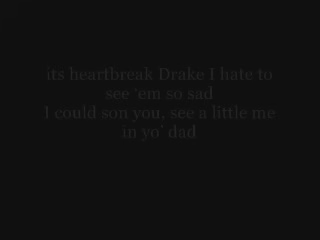 its heartbreak Drake I hate to
see ‘em so sad
I could son you, see a little me
in yo’ dad